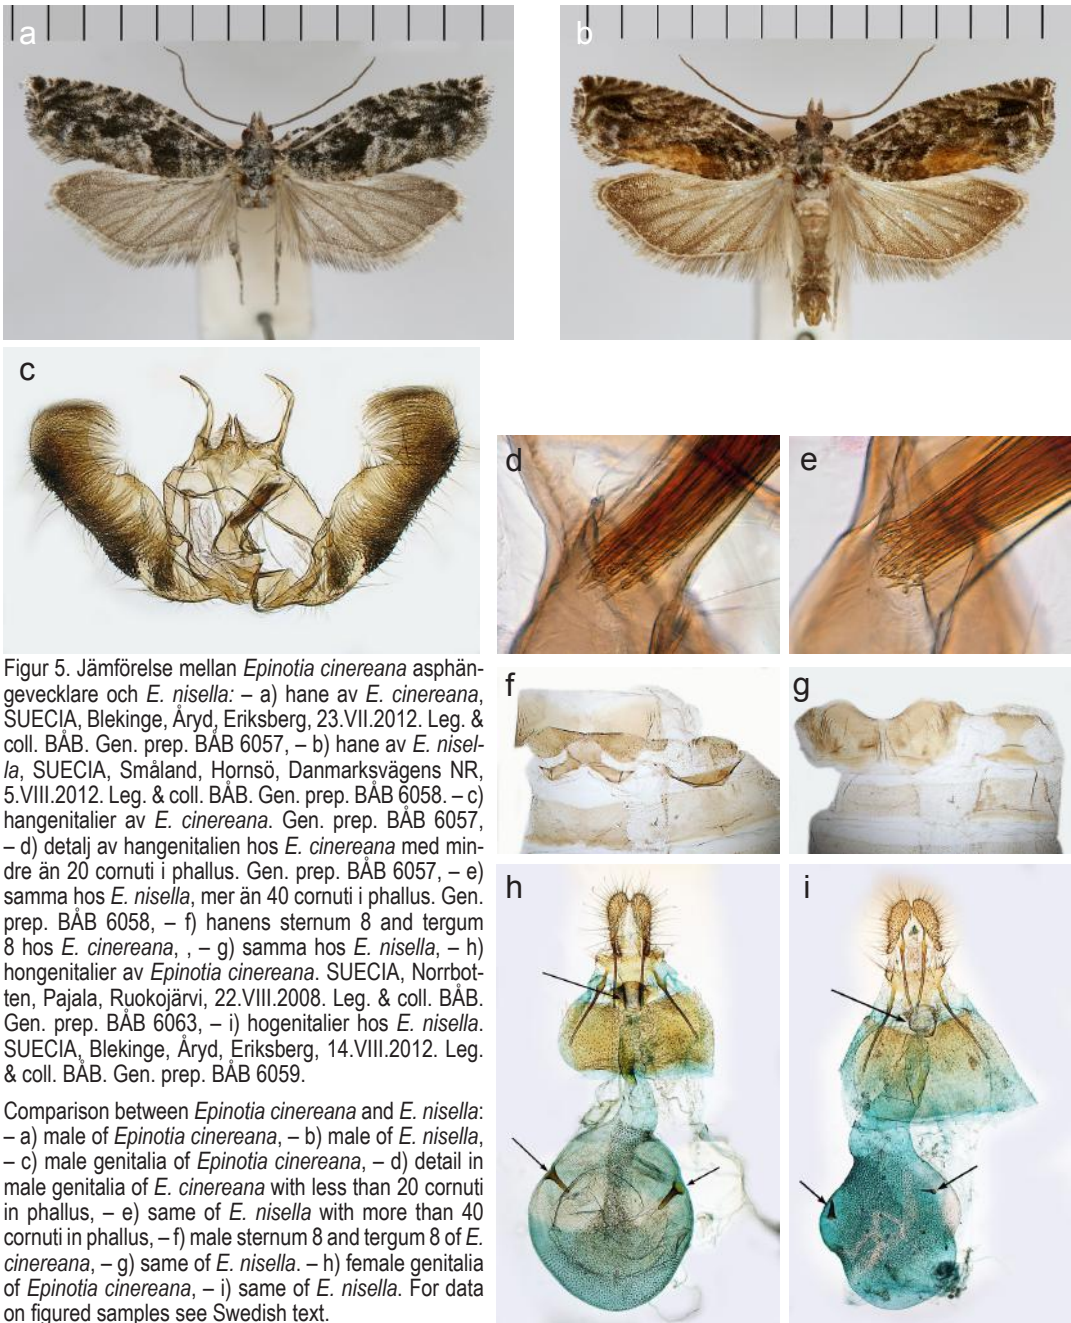 a
b
c
d
e
f
g
h
i
Figur 5. Jämförelse mellan Epinotia cinereana asphän-
gevecklare och E. nisella: – a) hane av E. cinereana,
SUECIA, Blekinge, Åryd, Eriksberg, 23.VII.2012. Leg. &
coll. BÅB. Gen. prep. BÅB 6057, – b) hane av E. nisel-
la, SUECIA, Småland, Hornsö, Danmarksvägens NR,
5.VIII.2012. Leg. & coll. BÅB. Gen. prep. BÅB 6058. – c)
hangenitalier av E. cinereana. Gen. prep. BÅB 6057,
– d) detalj av hangenitalien hos E. cinereana med min-
dre än 20 cornuti i phallus. Gen. prep. BÅB 6057, – e)
samma hos E. nisella, mer än 40 cornuti i phallus. Gen.
prep. BÅB 6058, – f) hanens sternum 8 and tergum
8 hos E. cinereana, , – g) samma hos E. nisella, – h)
hongenitalier av Epinotia cinereana. SUECIA, Norrbot-
ten, Pajala, Ruokojärvi, 22.VIII.2008. Leg. & coll. BÅB.
Gen. prep. BÅB 6063, – i) hogenitalier hos E. nisella.
SUECIA, Blekinge, Åryd, Eriksberg, 14.VIII.2012. Leg.
& coll. BÅB. Gen. prep. BÅB 6059.
Comparison between Epinotia cinereana and E. nisella:
– a) male of Epinotia cinereana, – b) male of E. nisella,
– c) male genitalia of Epinotia cinereana, – d) detail in
male genitalia of E. cinereana with less than 20 cornuti
in phallus, – e) same of E. nisella with more than 40
cornuti in phallus, – f) male sternum 8 and tergum 8 of E.
cinereana, – g) same of E. nisella. – h) female genitalia
of Epinotia cinereana, – i) same of E. nisella. For data
on figured samples see Swedish text.